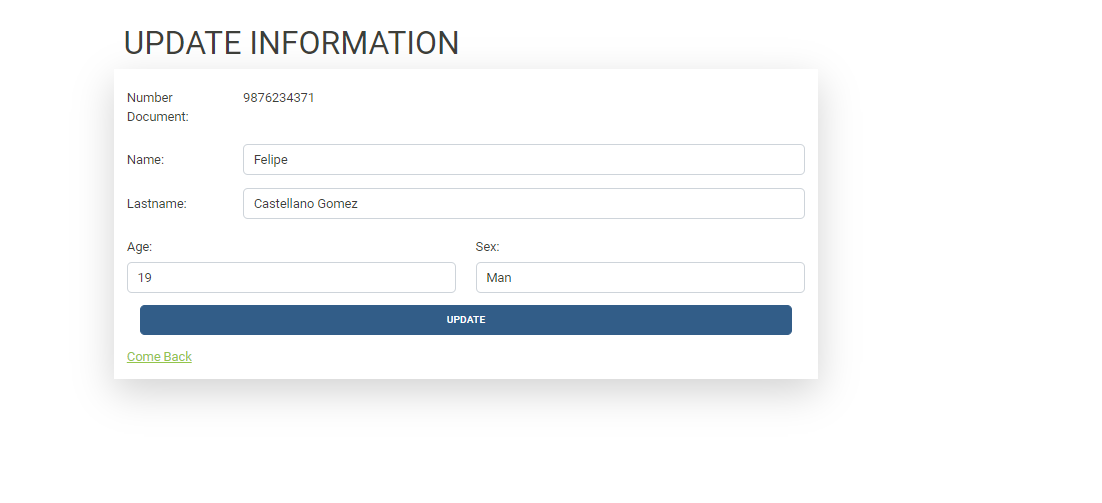 UPDATE INFORMATION
Number 9876234371
Document:
Name: Felipe
Lastname: Castellano Gomez
Age: Sex:
19 Man
UPDATE
Come Back